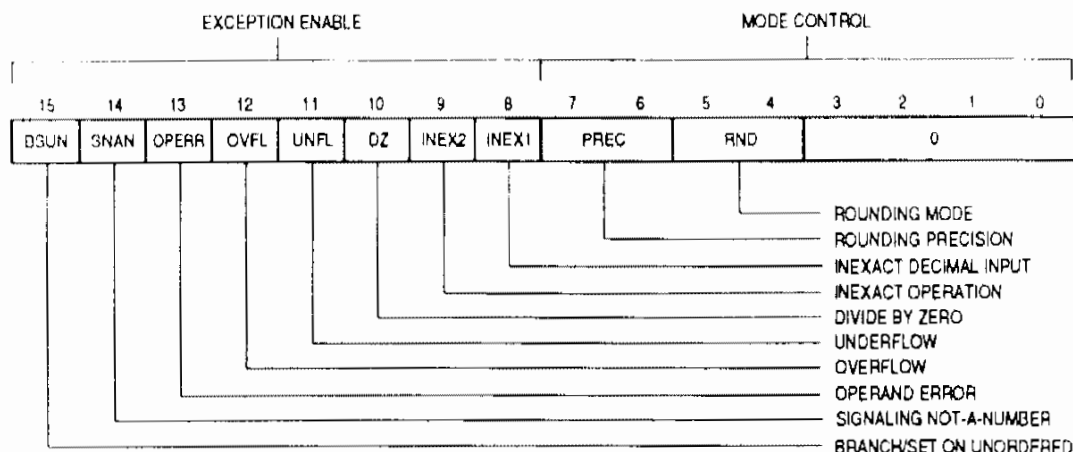 EXCEPTION ENABLE MODE CONTROL
15 14 13 12 11 10 9 8 7 6 5 4 3 2 1 0
BSUN SNAN OPERR OVFL UNFL DZ INEX2 INEX1 PREC RND 0
ROUNDING MODE
ROUNDING PRECISION
INEXACT DECIMAL INPUT
INEXACT OPERATION
DIVIDE BY ZERO
UNDERFLOW
OVERFLOW
OPERAND ERROR
SIGNALING NOT-A-NUMBER
BRANCH/SET ON UNORDERED